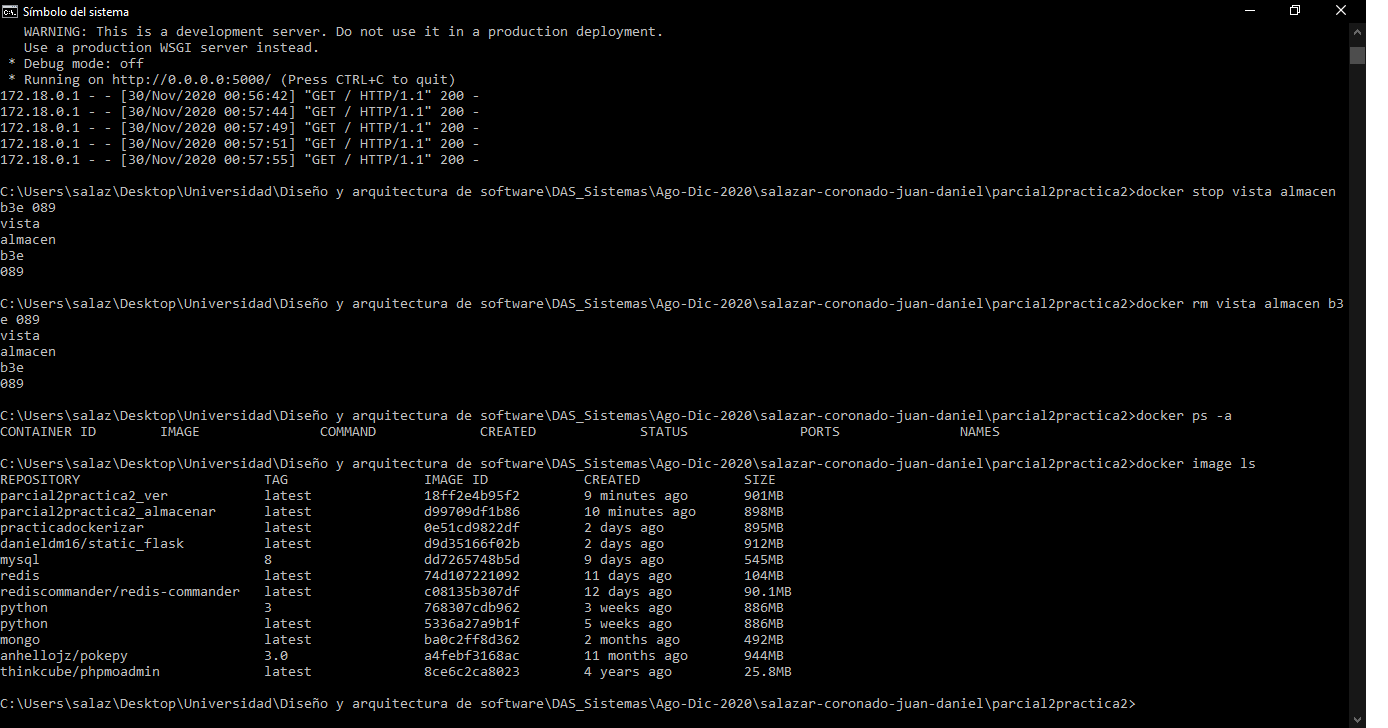 Símbolo del sistema
WARNING: This is a development server. Do not use it in a production deployment.
Use a production WSGI server instead.
* Debug mode: off
* Running on http://0.0.0.0:5000/ (Press CTRL+C to quit)
172.18.0.1 - - [30/Nov/2020 00:56:42] "GET / HTTP/1.1" 200 -
172.18.0.1 - - [30/Nov/2020 00:57:44] "GET / HTTP/1.1" 200 -
172.18.0.1 - - [30/Nov/2020 00:57:49] "GET / HTTP/1.1" 200 -
172.18.0.1 - - [30/Nov/2020 00:57:51] "GET / HTTP/1.1" 200 -
172.18.0.1 - - [30/Nov/2020 00:57:55] "GET / HTTP/1.1" 200 -
C:\Users\salaz\Desktop\Universidad\Diseño y arquitectura de software\DAS_Sistemas\Ago-Dic-2020\salazar-coronado-juan-daniel\parcial2practica2>docker stop vista almacen
b3e 089
vista
almacen
b3e
089
C:\Users\salaz\Desktop\Universidad\Diseño y arquitectura de software\DAS_Sistemas\Ago-Dic-2020\salazar-coronado-juan-daniel\parcial2practica2>docker rm vista almacen b3
e 089
vista
almacen
b3e
089
C:\Users\salaz\Desktop\Universidad\Diseño y arquitectura de software\DAS_Sistemas\Ago-Dic-2020\salazar-coronado-juan-daniel\parcial2practica2>docker ps -a
CONTAINER ID IMAGE COMMAND CREATED STATUS PORTS NAMES
C:\Users\salaz\Desktop\Universidad\Diseño y arquitectura de software\DAS_Sistemas\Ago-Dic-2020\salazar-coronado-juan-daniel\parcial2practica2>docker image ls
REPOSITORY TAG IMAGE ID CREATED SIZE
parcial2practica2_ver latest 18ff2e4b95f2 9 minutes ago 901MB
parcial2practica2_almacenar latest d99709df1b86 10 minutes ago 898MB
practicadockerizar latest 0e51cd9822df 2 days ago 895MB
danieldm16/static_flask latest d9d35166f02b 2 days ago 912MB
mysql 8 dd7265748b5d 9 days ago 545MB
redis latest 74d107221092 11 days ago 104MB
rediscommander/redis-commander latest c08135b307df 12 days ago 90.1MB
python 3 768307cdb962 3 weeks ago 886MB
python latest 5336a27a9b1f 5 weeks ago 886MB
mongo latest ba0c2ff8d362 2 months ago 492MB
anhellojz/pokepy 3.0 a4febf3168ac 11 months ago 944MB
thinkcube/phpmoadmin latest 8ce6c2ca8023 4 years ago 25.8MB
C:\Users\salaz\Desktop\Universidad\Diseño y arquitectura de software\DAS_Sistemas\Ago-Dic-2020\salazar-coronado-juan-daniel\parcial2practica2>